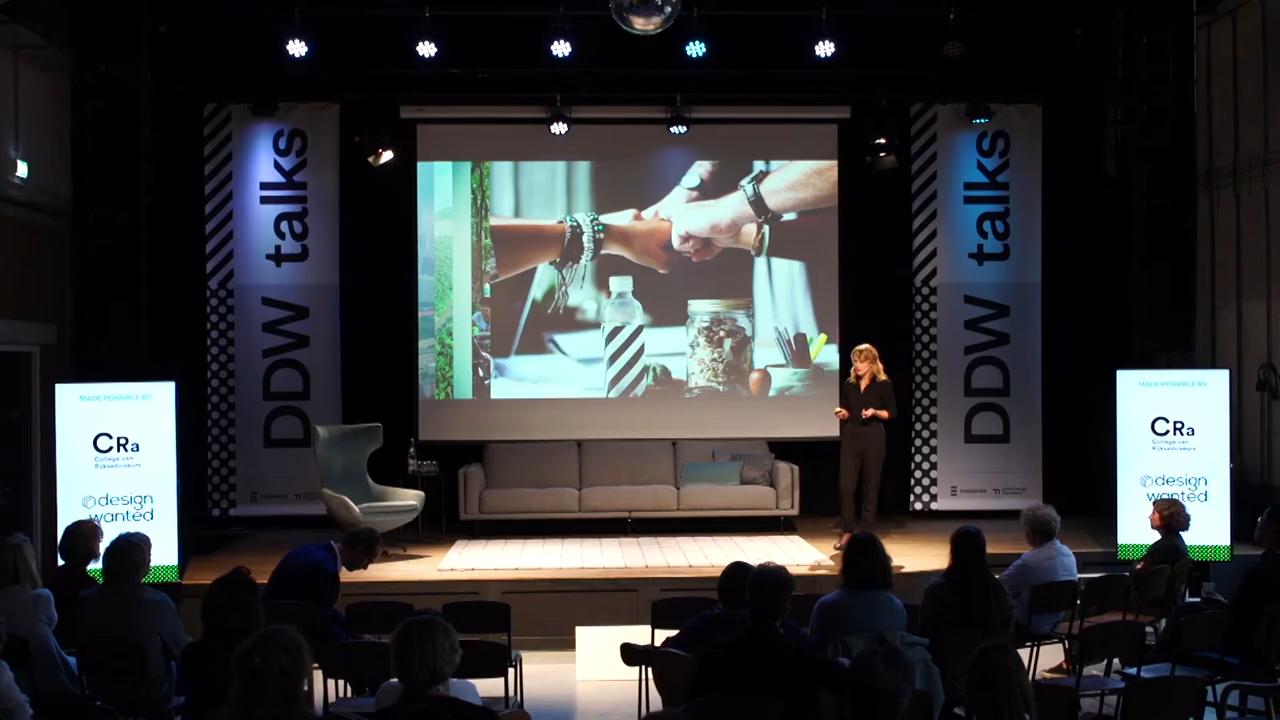 DDW talks
DDW talks
MADE POSSIBLE BY:
CRa
College van
Rijksadviseurs
design
wanted
MADE POSSIBLE BY:
CRa
College van
Rijksadviseurs
design
wanted
EINDHOVEN